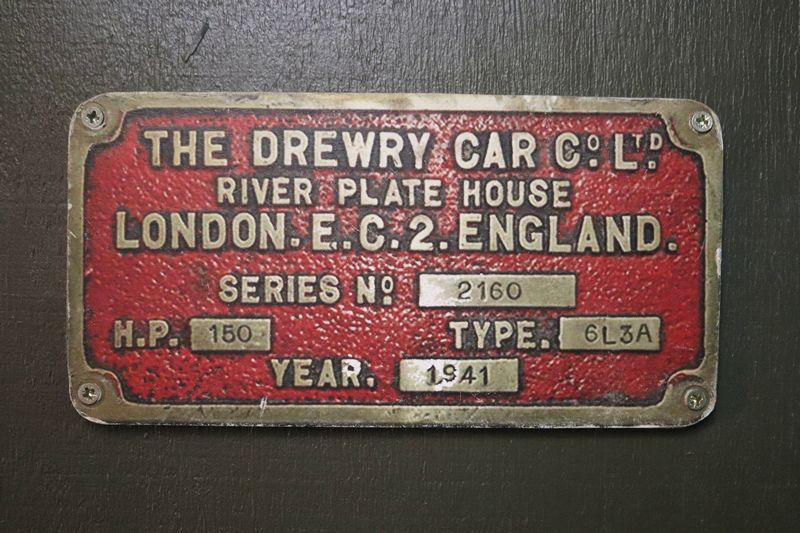 THE DREWRY CAR Cº. Lᵀᴰ.
RIVER PLATE HOUSE
LONDON. E.C.2. ENGLAND.
SERIES Nº 2160
H.P. 150 TYPE. 6L3A
YEAR. 1941